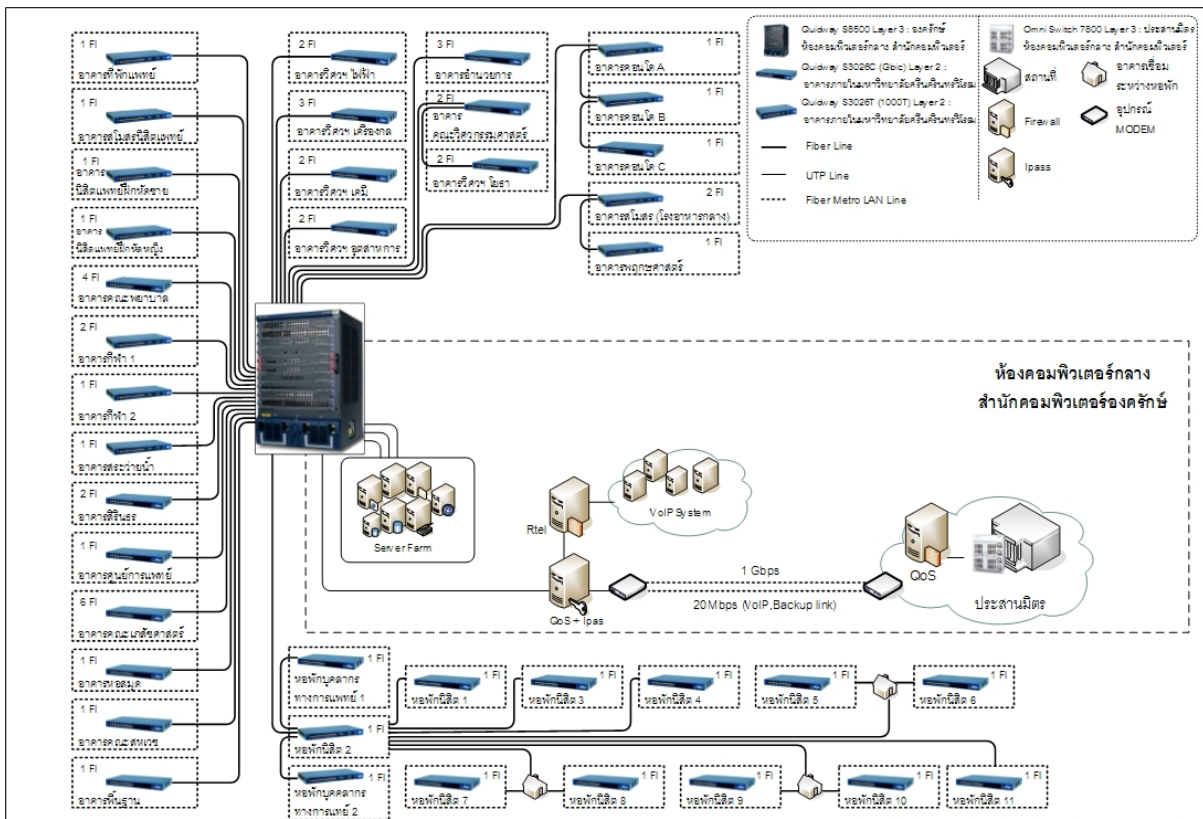 1 Fl
อาคารที่พักแพทย์
1 Fl
อาคารสโมสรนิสิตแพทย์
1 Fl
อาคาร
นิสิตแพทย์ฝึกหัดชาย
1 Fl
อาคาร
นิสิตแพทย์ฝึกหัดหญิง
4 Fl
อาคารคณะพยาบาล
2 Fl
อาคารกีฬา 1
1 Fl
อาคารกีฬา 2
1 Fl
อาคารสระว่ายน้ำ
2 Fl
อาคารสิรินธร
1 Fl
อาคารศูนย์การแพทย์
6 Fl
อาคารคณะเภสัชศาสตร์
1 Fl
อาคารหอสมุด
1 Fl
อาคารคณะสหเวช
1 Fl
อาคารพื้นฐาน
2 Fl
อาคารวิศวฯ ไฟฟ้า
3 Fl
อาคารวิศวฯ เครื่องกล
2 Fl
อาคารวิศวฯ เคมี
2 Fl
อาคารวิศวฯ อุตสาหการ
3 Fl
อาคารอำนวยการ
2 Fl
อาคาร
คณะวิศวกรรมศาสตร์
2 Fl
อาคารวิศวฯ โยธา
1 Fl
อาคารคอนโด A
1 Fl
อาคารคอนโด B
1 Fl
อาคารคอนโด C
2 Fl
อาคารสโมสร (โรงอาหารกลาง)
1 Fl
อาคารพฤกษศาสตร์
Quidway S8500 Layer 3 : องครักษ์
ห้องคอมพิวเตอร์กลาง สำนักคอมพิวเตอร์
Quidway S3026C (Gbic) Layer 2 :
อาคารภายในมหาวิทยาลัยศรีนครินทรวิโรฒ
Quidway S3026T (1000T) Layer 2 :
อาคารภายในมหาวิทยาลัยศรีนครินทรวิโรฒ
Fiber Line
UTP Line
Fiber Metro LAN Line
Omni Switch 7800 Layer 3 : ประสานมิตร
ห้องคอมพิวเตอร์กลาง สำนักคอมพิวเตอร์
สถานที่
อาคารเชื่อม
ระหว่างหอพัก
Firewall
อุปกรณ์
MODEM
Ipass
ห้องคอมพิวเตอร์กลาง
สำนักคอมพิวเตอร์องครักษ์
Server Farm
Rtel
VoIP System
QoS + Ipas
1 Gbps
20 Mbps (VoIP,Backup link)
QoS
ประสานมิตร
1 Fl
หอพักบุคลากร
ทางการแพทย์ 1
1 Fl
หอพักนิสิต 2
1 Fl
หอพักบุคคลากร
ทางการแทย์ 2
1 Fl
หอพักนิสิต 1
1 Fl
หอพักนิสิต 3
1 Fl
หอพักนิสิต 4
1 Fl
หอพักนิสิต 5
1 Fl
หอพักนิสิต 6
1 Fl
หอพักนิสิต 7
1 Fl
หอพักนิสิต 8
1 Fl
หอพักนิสิต 9
1 Fl
หอพักนิสิต 10
1 Fl
หอพักนิสิต 11